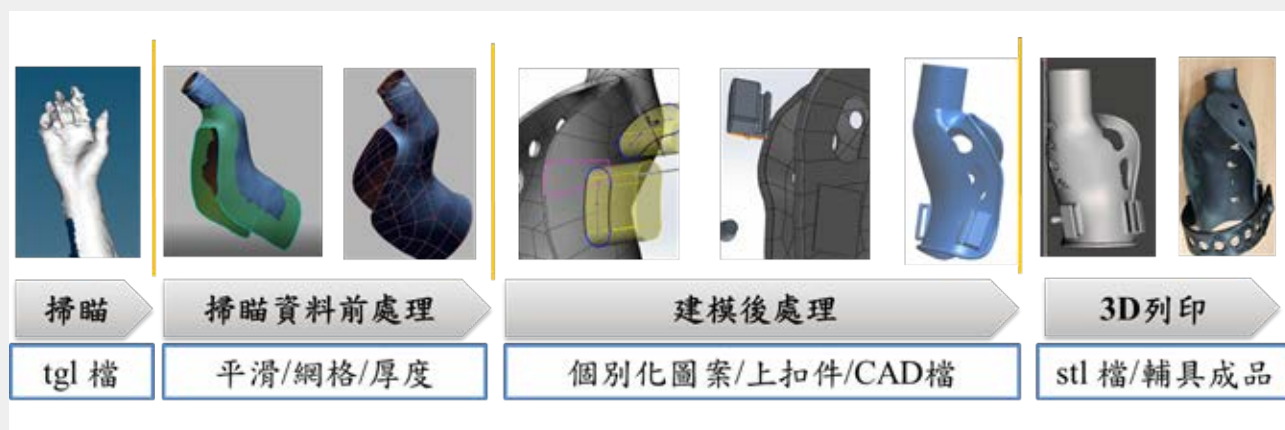 掃瞄
掃瞄資料前處理
建模後處理
3D列印
tgl 檔
平滑/網格/厚度
個別化圖案/上扣件/CAD檔
stl 檔/輔具成品